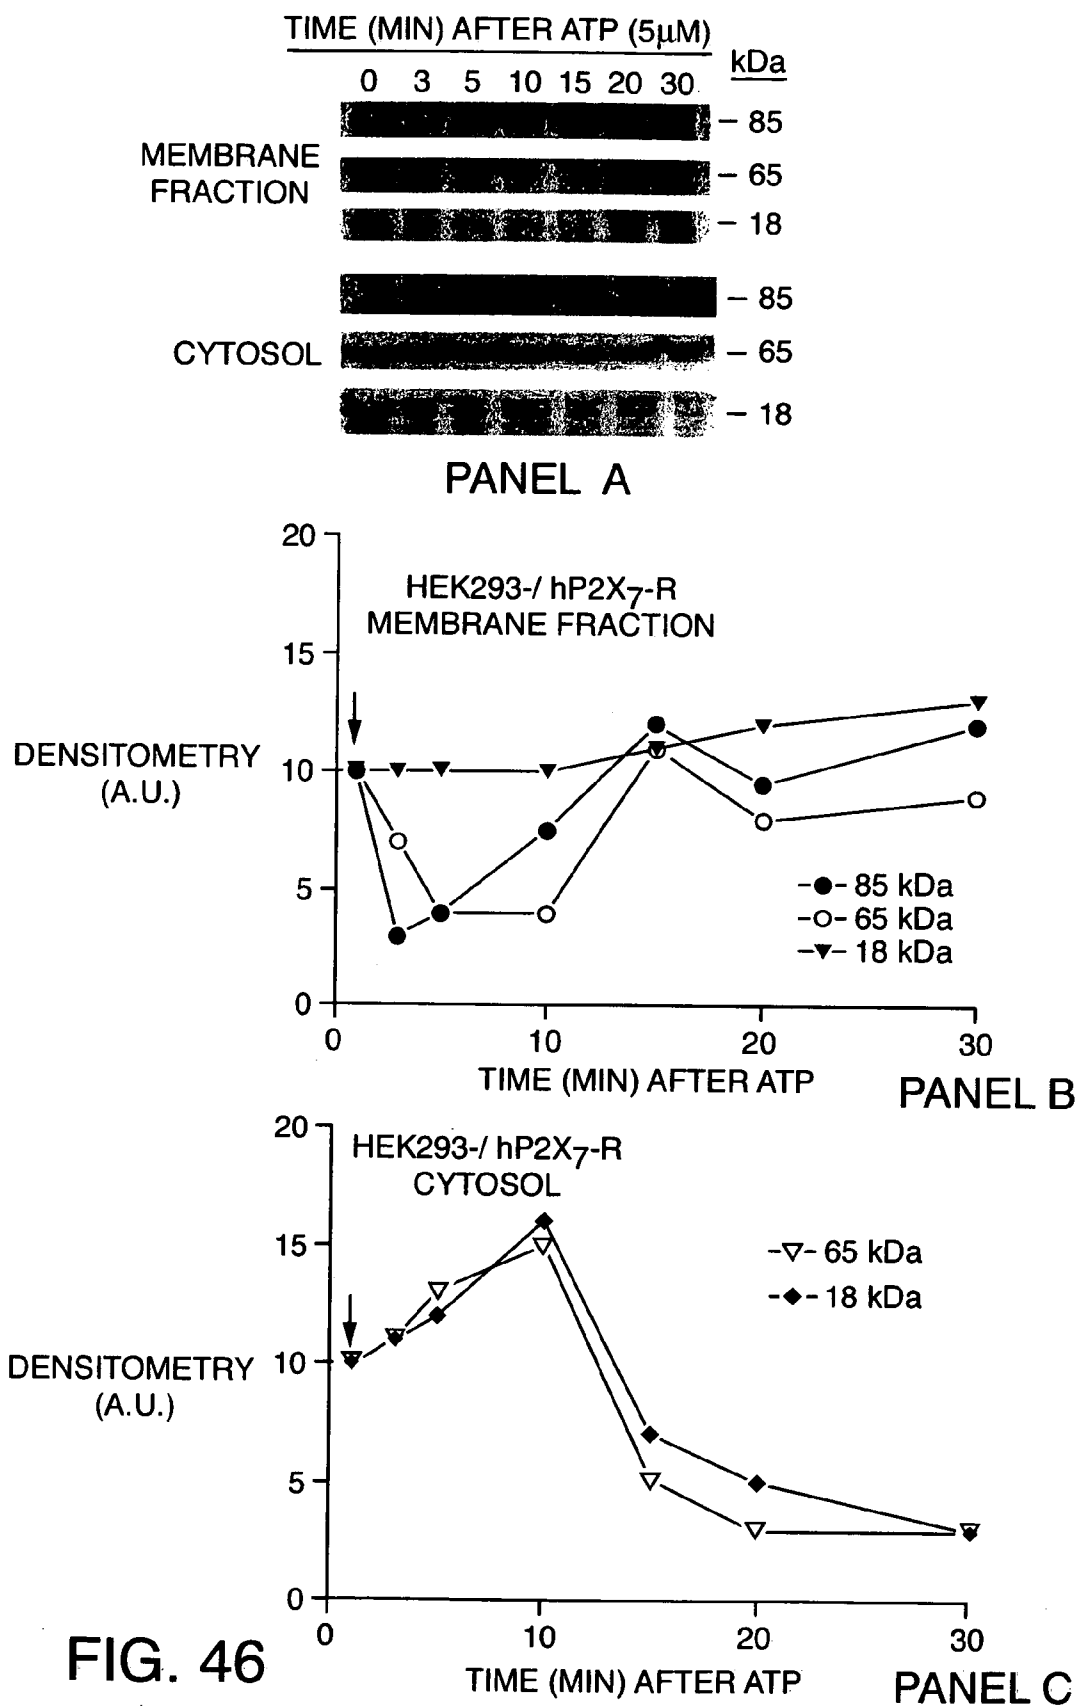 TIME (MIN) AFTER ATP (5µM)
kDa
0 3 5 10 15 20 30
MEMBRANE
FRACTION
- 85
- 65
- 18
CYTOSOL
- 85
- 65
- 18
PANEL A
20
15
10
5
0
HEK293-/ hP2X7-R
MEMBRANE FRACTION
DENSITOMETRY
(A.U.)
85 kDa
65 kDa
18 kDa
0 10 20 30
TIME (MIN) AFTER ATP
PANEL B
20
15
10
5
0
HEK293-/ hP2X7-R
CYTOSOL
65 kDa
18 kDa
DENSITOMETRY
(A.U.)
0 10 20 30
TIME (MIN) AFTER ATP
PANEL C
FIG. 46